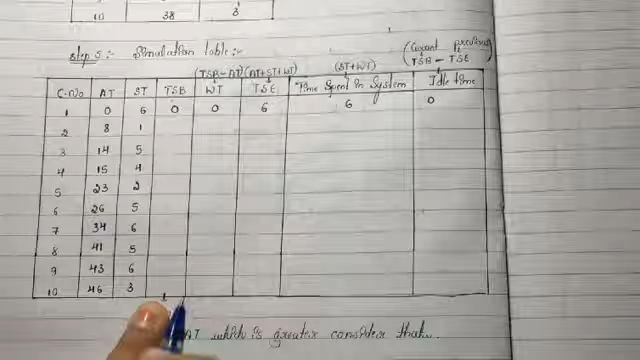 10 38 3
Step 5:- Simulation table:-
(TSB-AT) (AT+ST+WT) (ST+WT) (Current previous
TSB - TSE)
C.No AT ST TSB WT TSE Time Spent in System Idle time
1 0 6 0 0 6 6 0
2 8 1
3 14 5
4 15 4
5 23 2
6 26 5
7 34 6
8 41 5
9 43 6
10 46 3
AT which is greater consider that.